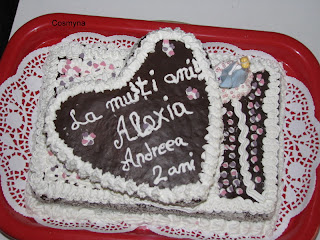 Cosmyna
La mulți ani
Alexia
Andreea
2 ani